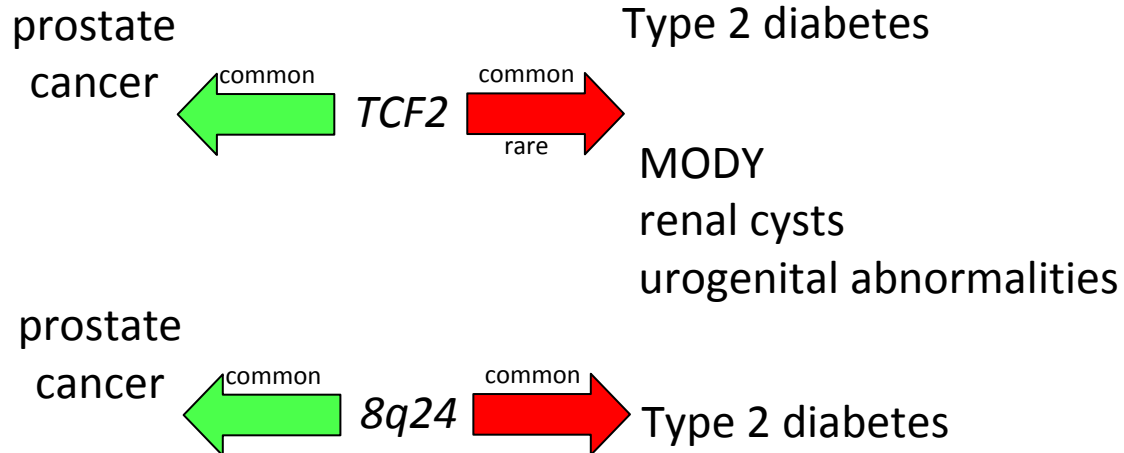 prostate
cancer
common
TCF2
common
rare
Type 2 diabetes
MODY
renal cysts
urogenital abnormalities
prostate
cancer
common
8q24
common
Type 2 diabetes